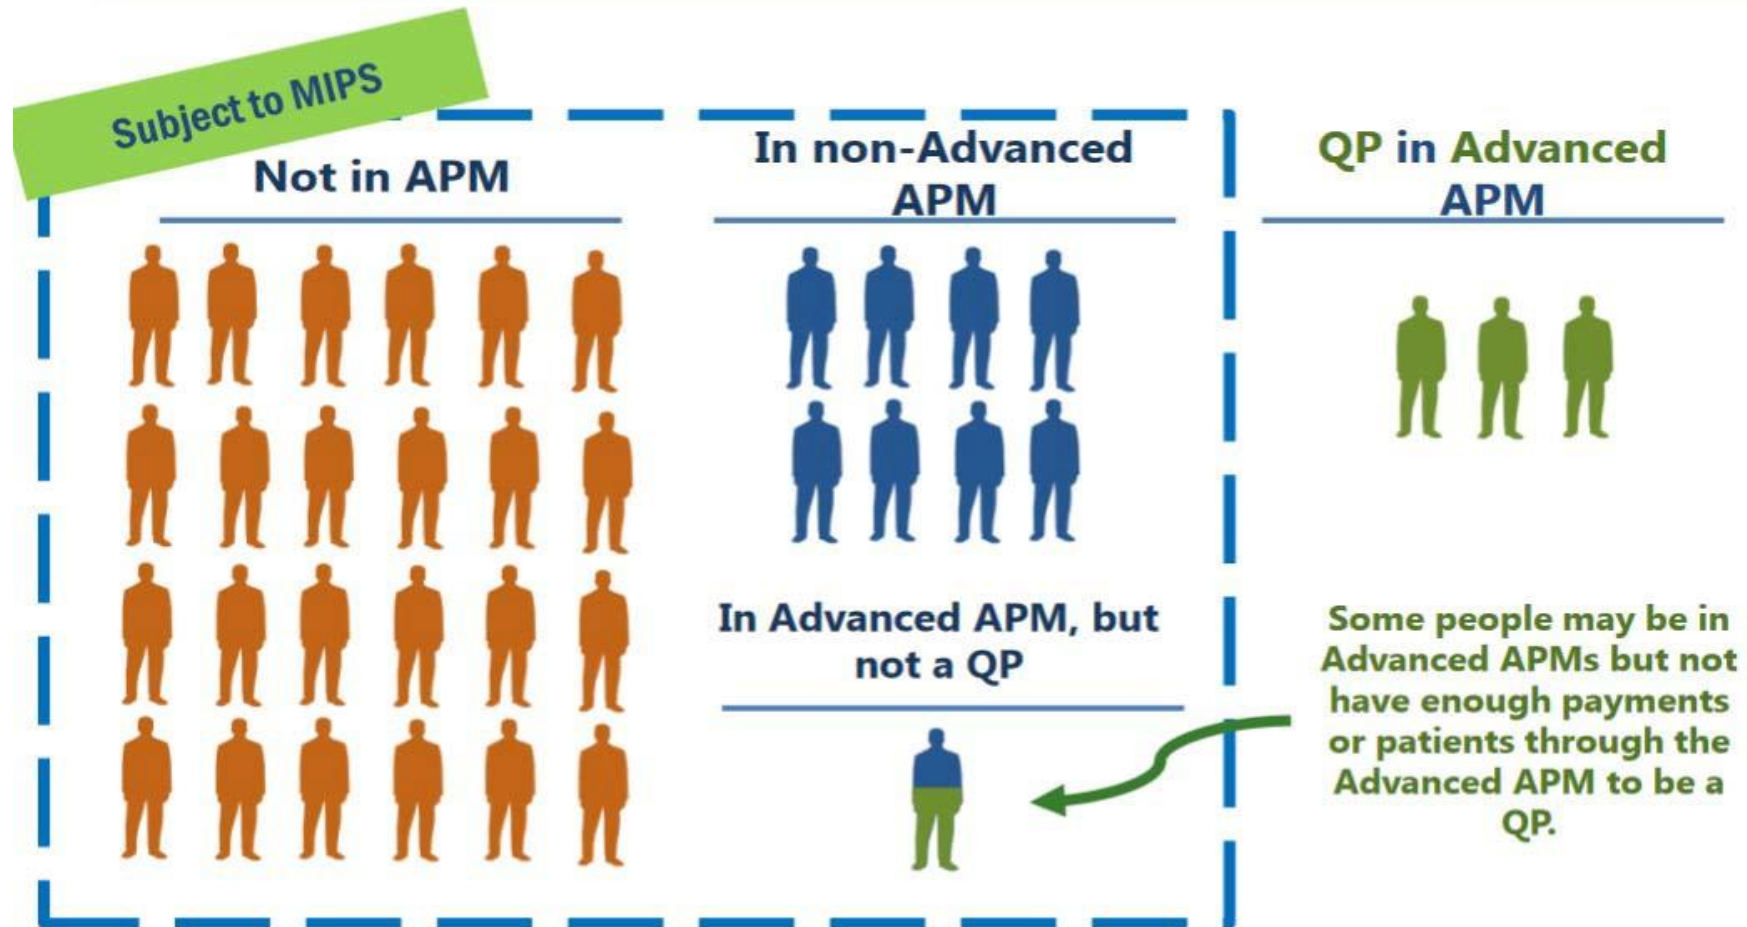 Subject to MIPS
Not in APM
In non-Advanced
APM
QP in Advanced
APM
In Advanced APM, but
not a QP
Some people may be in
Advanced APMs but not
have enough payments
or patients through the
Advanced APM to be a
QP.